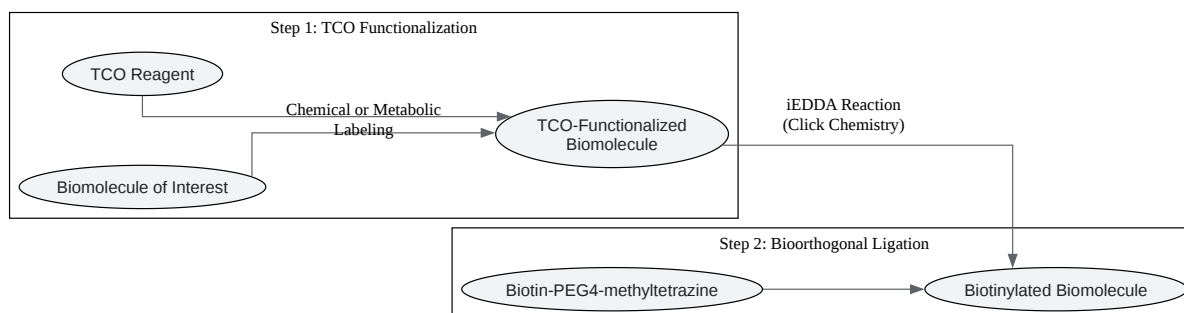 Step 1: TCO Functionalization
TCO Reagent
Chemical or Metabolic
Labeling
TCO-Functionalized
Biomolecule
iEDDA Reaction
(Click Chemistry)
Biomolecule of Interest
Step 2: Bioorthogonal Ligation
Biotin-PEG4-methyltetrazine
Biotinylated Biomolecule